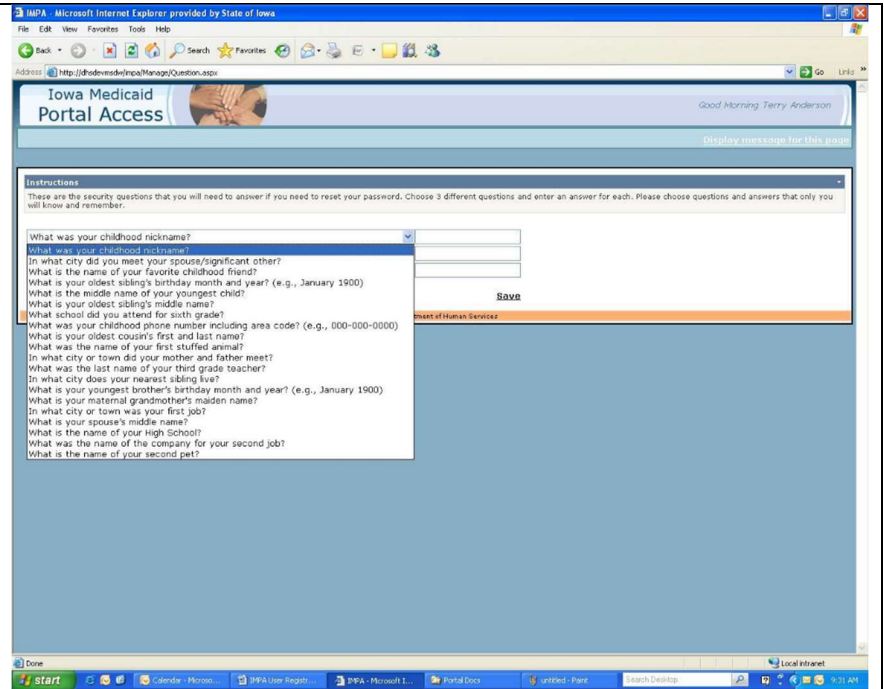 IMPA - Microsoft Internet Explorer provided by State of Iowa
File Edit View Favorites Tools Help
Back Search Favorites
Address http://dhsdevmsdw/impa/Manage/Question.aspx Go Links »
Iowa Medicaid
Portal Access
Good Morning Terry Anderson
Display message for this page
Instructions
These are the security questions that you will need to answer if you need to reset your password. Choose 3 different questions and enter an answer for each. Please choose questions and answers that only you
will know and remember.
What was your childhood nickname?
What was your childhood nickname?
In what city did you meet your spouse/significant other?
What is the name of your favorite childhood friend?
What is your oldest sibling's birthday month and year? (e.g., January 1900)
What is the middle name of your youngest child?
What is your oldest sibling's middle name?
What school did you attend for sixth grade?
What was your childhood phone number including area code? (e.g., 000-000-0000)
What is your oldest cousin's first and last name?
What was the name of your first stuffed animal?
In what city or town did your mother and father meet?
What was the last name of your third grade teacher?
In what city does your nearest sibling live?
What is your youngest brother's birthday month and year? (e.g., January 1900)
What is your maternal grandmother's maiden name?
In what city or town was your first job?
What is your spouse's middle name?
What is the name of your High School?
What was the name of the company for your second job?
What is the name of your second pet?
Save
tment of Human Services
Done Local intranet
start Calendar - Microso... IMPA User Registr... IMPA - Microsoft I... Portal Docs untitled - Paint Search Desktop 9:31 AM